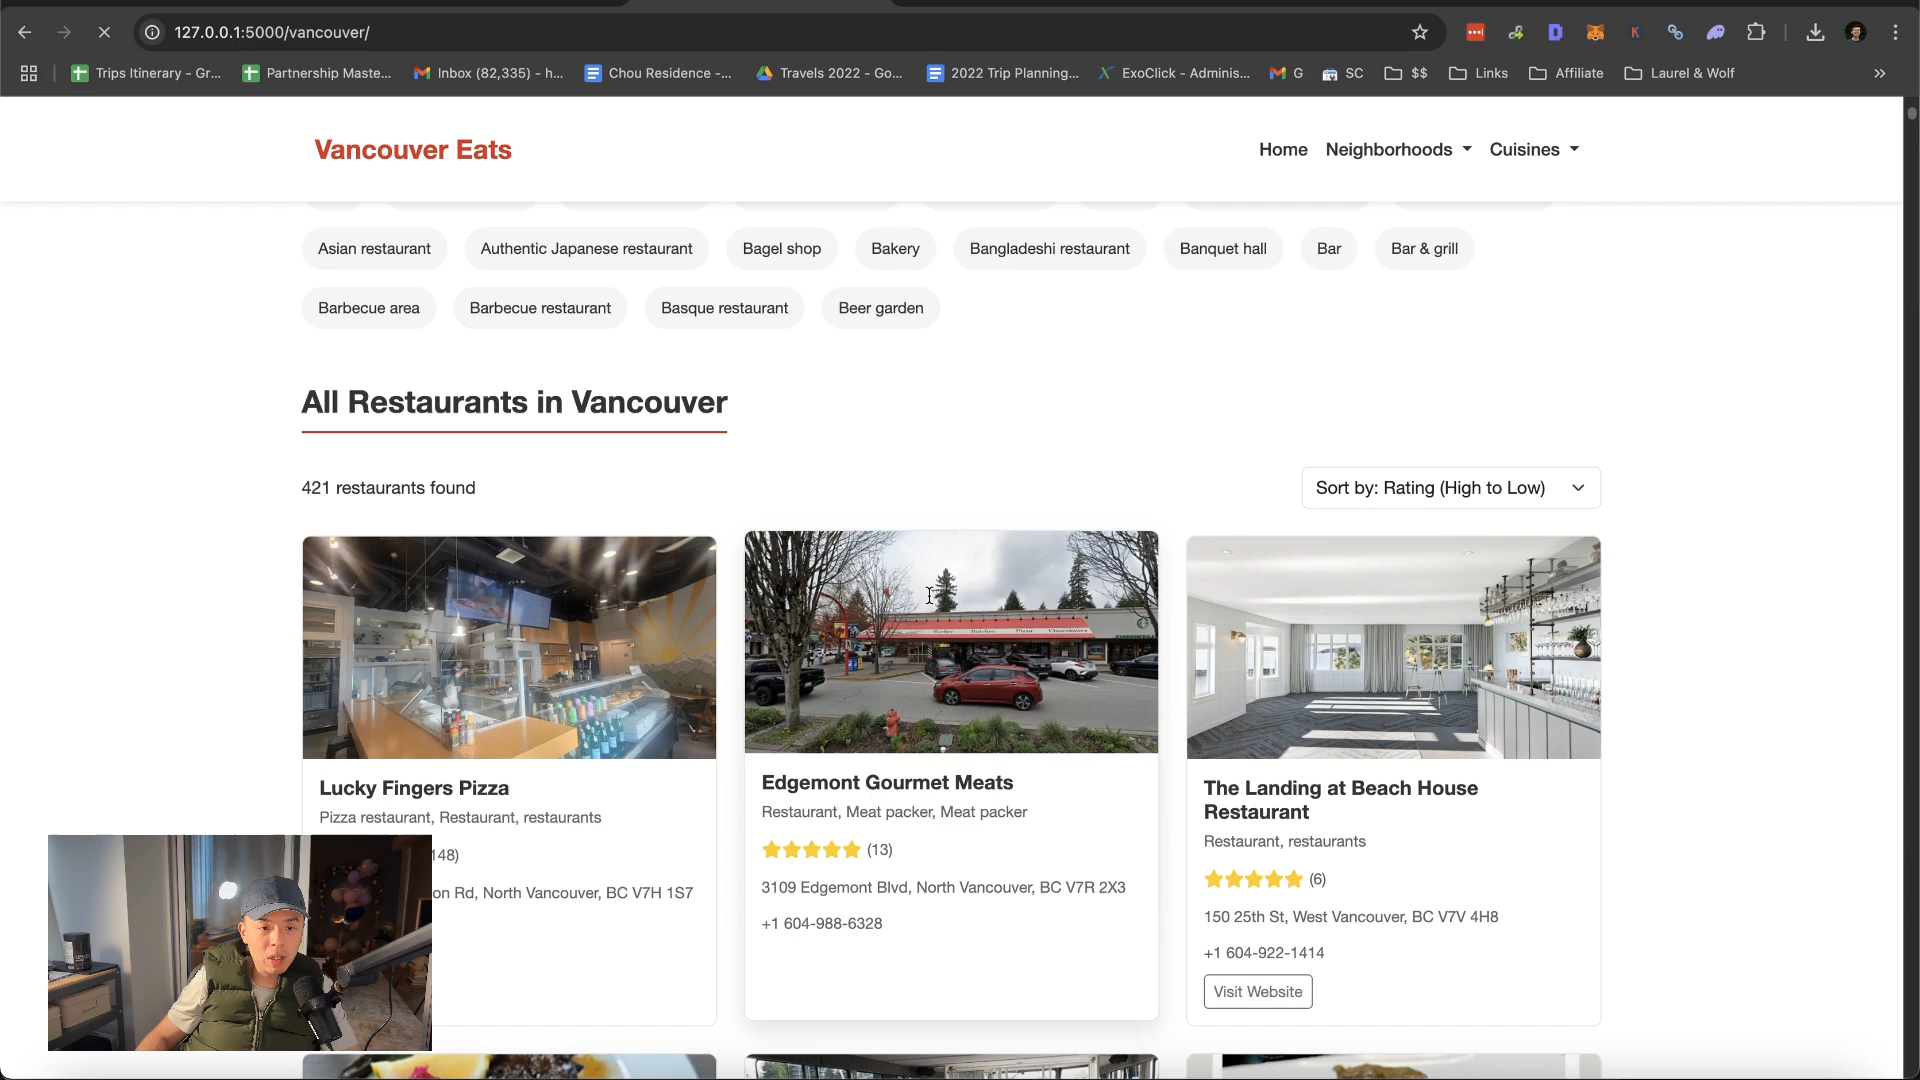 127.0.0.1:5000/vancouver/
Trips Itinerary - Gr...
Partnership Maste...
Inbox (82,335) - h...
Chou Residence -...
Travels 2022 - Go...
2022 Trip Planning...
ExoClick - Adminis...
G
SC
$$
Links
Affiliate
Laurel & Wolf
Vancouver Eats
Home
Neighborhoods
Cuisines
Asian restaurant
Authentic Japanese restaurant
Bagel shop
Bakery
Bangladeshi restaurant
Banquet hall
Bar
Bar & grill
Barbecue area
Barbecue restaurant
Basque restaurant
Beer garden
All Restaurants in Vancouver
421 restaurants found
Sort by: Rating (High to Low)
Lucky Fingers Pizza
Pizza restaurant, Restaurant, restaurants
148)
on Rd, North Vancouver, BC V7H 1S7
Edgemont Gourmet Meats
Restaurant, Meat packer, Meat packer
(13)
3109 Edgemont Blvd, North Vancouver, BC V7R 2X3
+1 604-988-6328
The Landing at Beach House
Restaurant
Restaurant, restaurants
(6)
150 25th St, West Vancouver, BC V7V 4H8
+1 604-922-1414
Visit Website